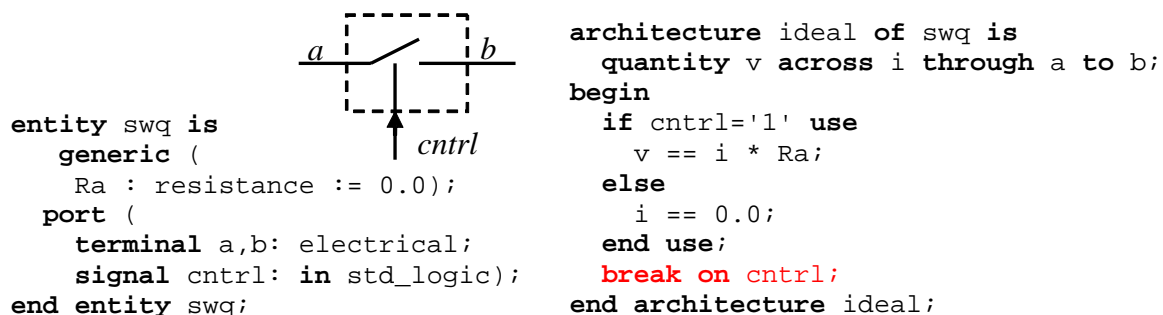 a b
cntrl
entity swq is
generic (
Ra : resistance := 0.0);
port (
terminal a,b: electrical;
signal cntrl: in std_logic);
end entity swq;
architecture ideal of swq is
quantity v across i through a to b;
begin
if cntrl='1' use
v == i * Ra;
else
i == 0.0;
end use;
break on cntrl;
end architecture ideal;